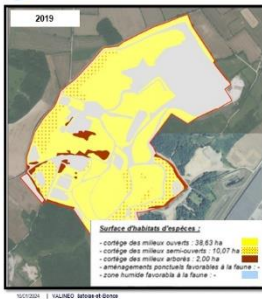 2019
Surface d'habitats d'espèces :
- cortège des milieux ouverts : 38,63 ha
- cortège des milieux semi-ouverts : 10,07 ha
- cortège des milieux arborés : 2,00 ha
- aménagements ponctuels favorables à la faune : -
- zone humide favorable à la faune : -
| VALINEO